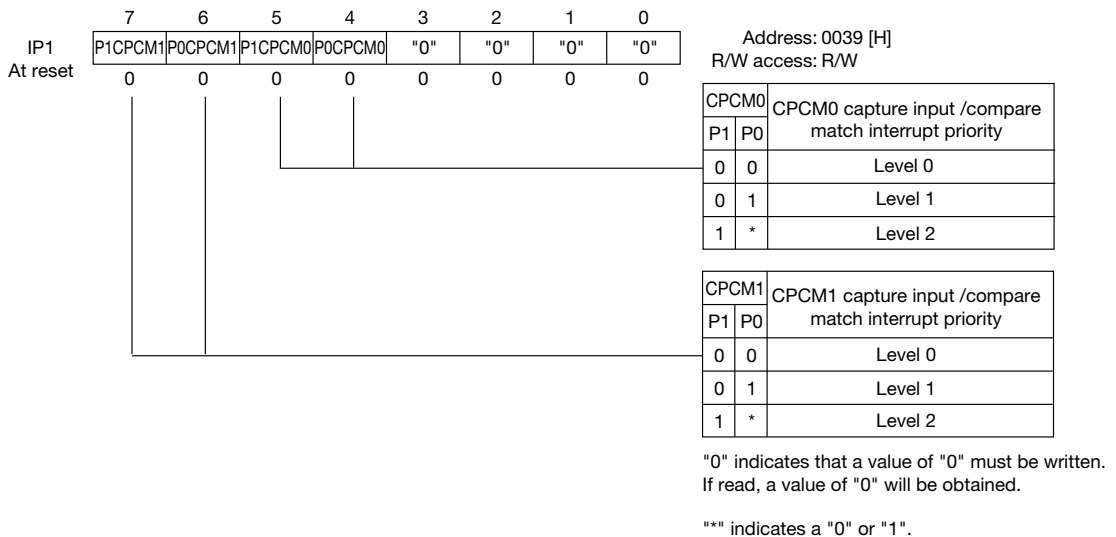 7 6 5 4 3 2 1 0
IP1 P1CPCM1 P0CPCM1 P1CPCM0 P0CPCM0 "0" "0" "0" "0"
At reset 0 0 0 0 0 0 0 0
Address: 0039 [H]
R/W access: R/W
CPCM0 CPCM0 capture input /compare
P1 P0 match interrupt priority
0 0 Level 0
0 1 Level 1
1 * Level 2
CPCM1 CPCM1 capture input /compare
P1 P0 match interrupt priority
0 0 Level 0
0 1 Level 1
1 * Level 2
"0" indicates that a value of "0" must be written.
If read, a value of "0" will be obtained.
"*" indicates a "0" or "1".